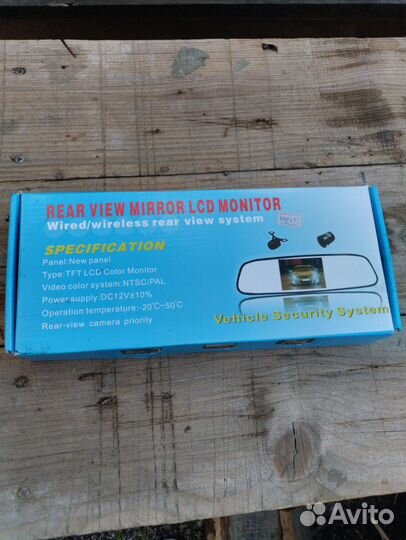 REAR VIEW MIRROR LCD MONITOR
Wired/wireless rear view system
SPECIFICATION
Panel:New panel
Type:TFT LCD Color Monitor
Video color system:NTSC/PAL
Power supply:DC12V±10%
Operation temperature:-20°C~50°C
Rear-view camera priority
Vehicle Security System
Avito